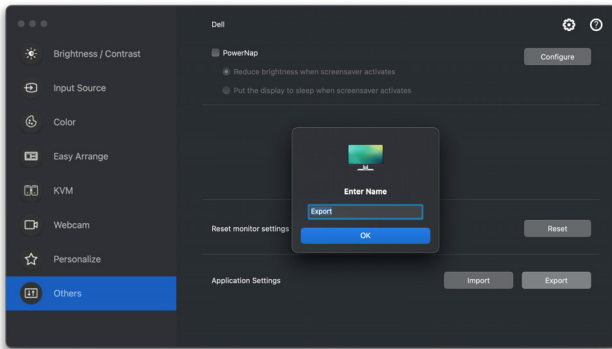 Dell
Brightness / Contrast
Input Source
Color
Easy Arrange
KVM
Webcam
Personalize
Others
PowerNap
Configure
Reduce brightness when screensaver activates
Put the display to sleep when screensaver activates
Enter Name
Export
OK
Reset monitor settings
Reset
Application Settings
Import
Export